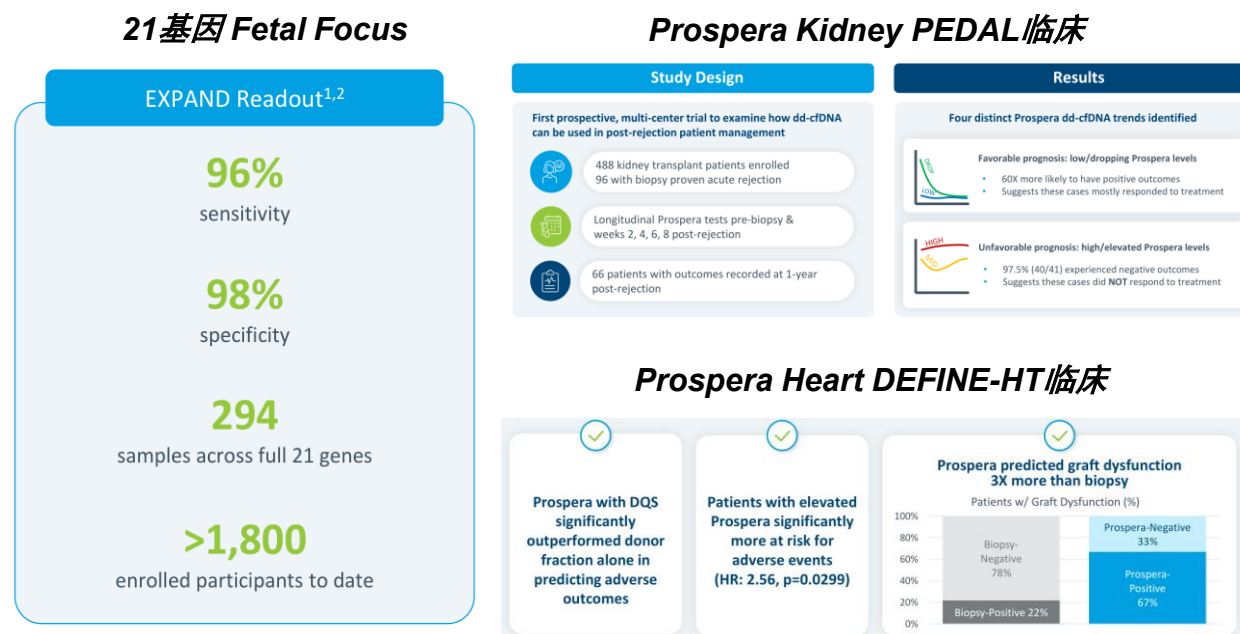 21基因 Fetal Focus
EXPAND Readout1,2
96%
sensitivity
98%
specificity
294
samples across full 21 genes
>1,800
enrolled participants to date
Prospera Kidney PEDAL临床
Study Design
First prospective, multi-center trial to examine how dd-cfDNA
can be used in post-rejection patient management
488 kidney transplant patients enrolled
96 with biopsy proven acute rejection
Longitudinal Prospera tests pre-biopsy &
weeks 2, 4, 6, 8 post-rejection
66 patients with outcomes recorded at 1-year
post-rejection
Results
Four distinct Prospera dd-cfDNA trends identified
DROP
LOW
Favorable prognosis: low/dropping Prospera levels
• 60X more likely to have positive outcomes
• Suggests these cases mostly responded to treatment
HIGH
MID
Unfavorable prognosis: high/elevated Prospera levels
• 97.5% (40/41) experienced negative outcomes
• Suggests these cases did NOT respond to treatment
Prospera Heart DEFINE-HT临床
Prospera with DQS
significantly
outperformed donor
fraction alone in
predicting adverse
outcomes
Patients with elevated
Prospera significantly
more at risk for
adverse events
(HR: 2.56, p=0.0299)
Prospera predicted graft dysfunction
3X more than biopsy
Patients w/ Graft Dysfunction (%)
100%
80%
60%
40%
20%
0%
Biopsy-
Negative
78%
Biopsy-Positive 22%
Prospera-Negative
33%
Prospera-
Positive
67%